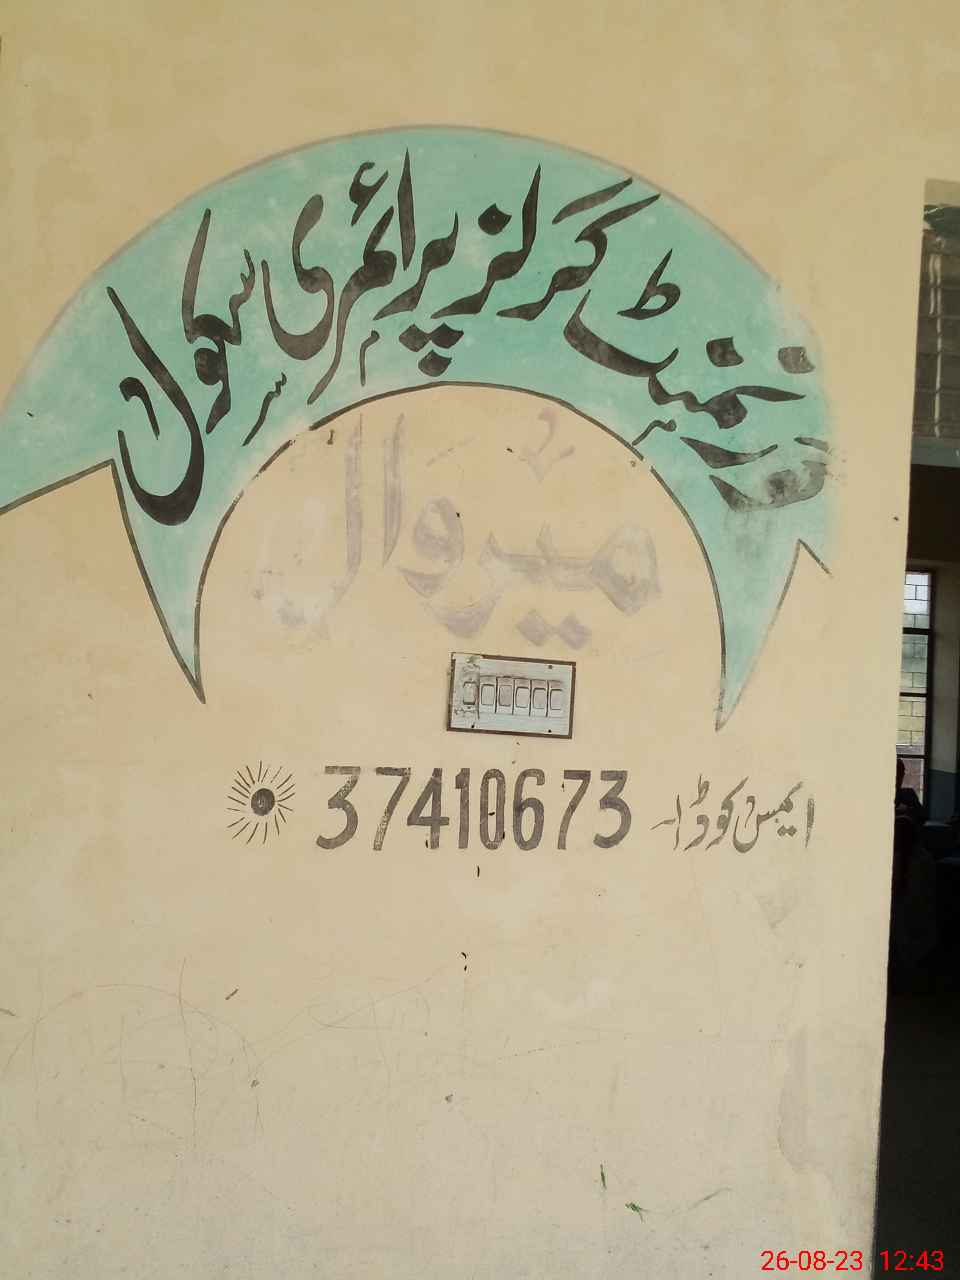 گورنمنٹ گرلز پرائمری سکول
میروال
ایمس کوڈ 37410673
26-08-23 12:43